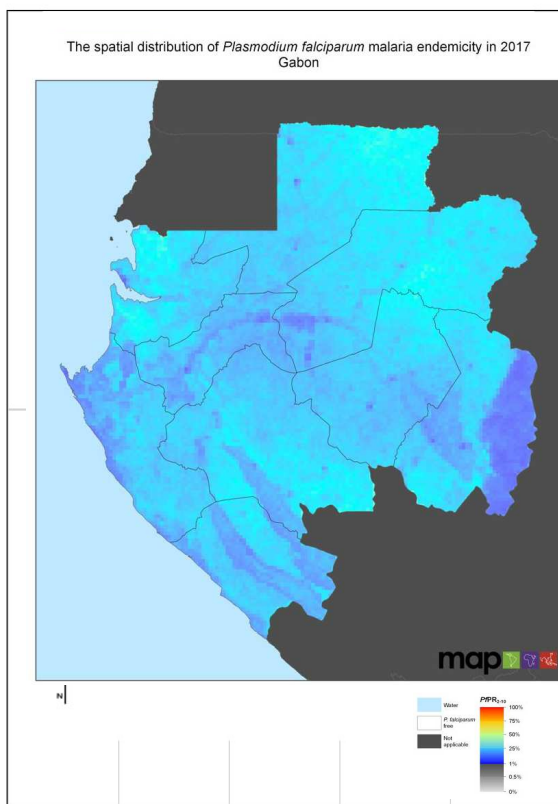 The spatial distribution of Plasmodium falciparum malaria endemicity in 2017
Gabon
map
N
Water
P. falciparum
free
Not
applicable
PfPR2-10
100%
75%
50%
25%
1%
0.5%
0%